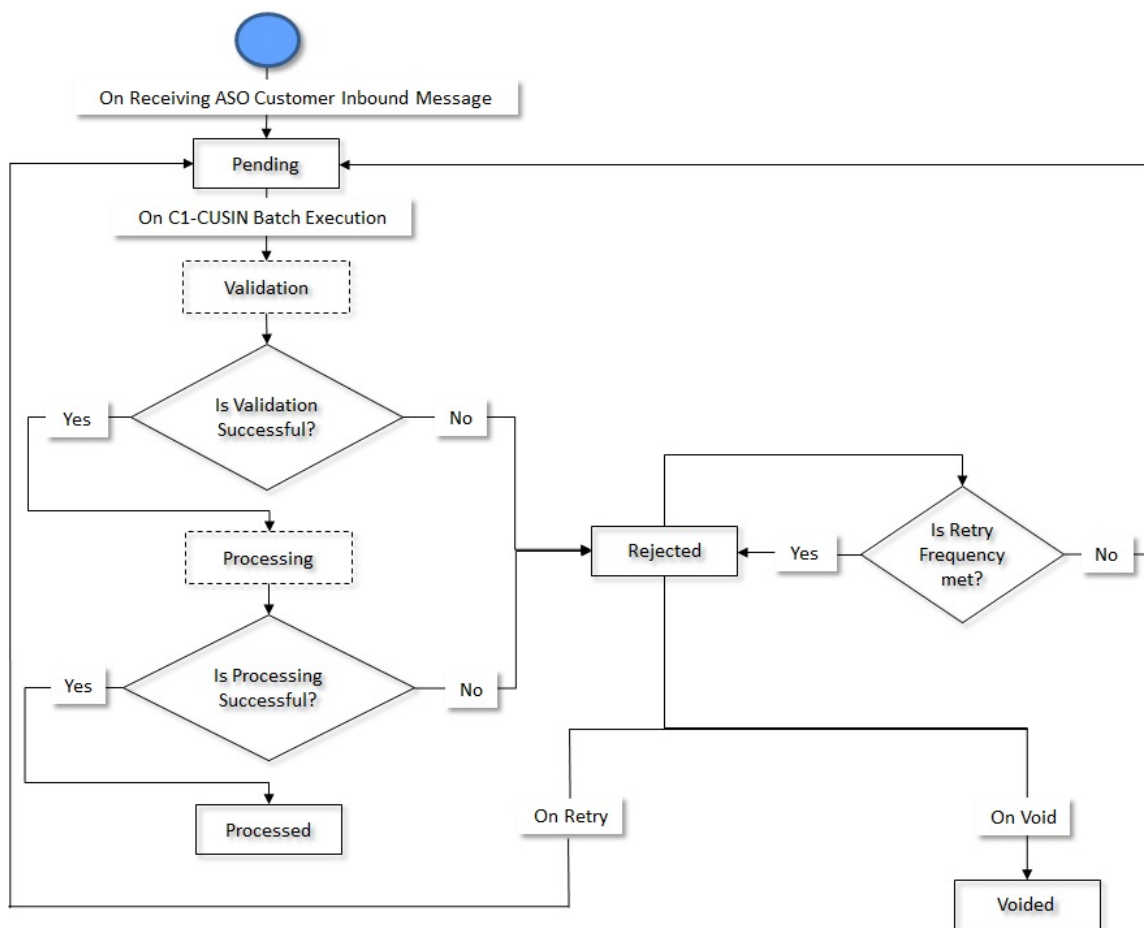 On Receiving ASO Customer Inbound Message
Pending
On C1-CUSIN Batch Execution
Validation
Is Validation
Successful?
Yes
No
Processing
Rejected
Is Retry
Frequency
met?
Yes
No
Is Processing
Successful?
Yes
No
Processed
On Retry
On Void
Voided